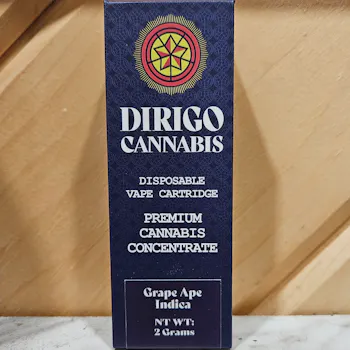 DIRIGO
CANNABIS
DISPOSABLE
VAPE CARTRIDGE
PREMIUM
CANNABIS
CONCENTRATE
Grape Ape
Indica
NT WT:
2 Grams